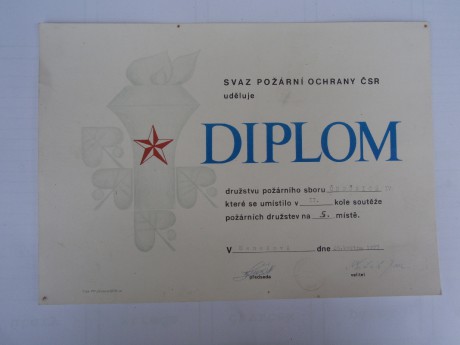 SVAZ POŽÁRNÍ OCHRANY ČSR
uděluje
DIPLOM
družstvu požárního sboru
které se umístilo v II. kole soutěže
požárních družstev na 5. místě.
V dne
předseda
velitel